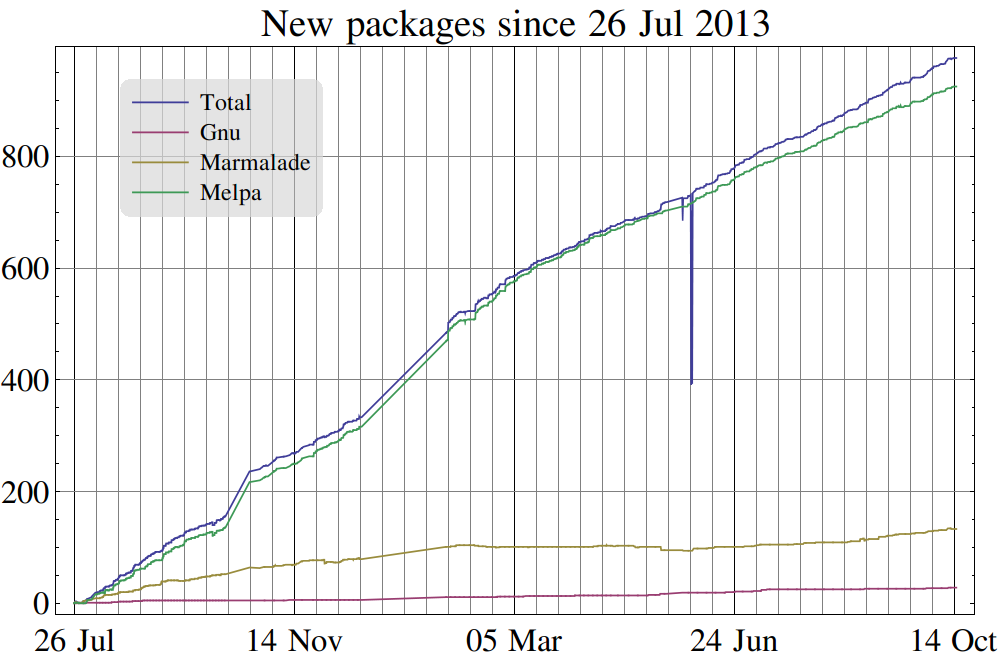 New packages since 26 Jul 2013
Total
Gnu
Marmalade
Melpa
800
600
400
200
0
26 Jul 14 Nov 05 Mar 24 Jun 14 Oct